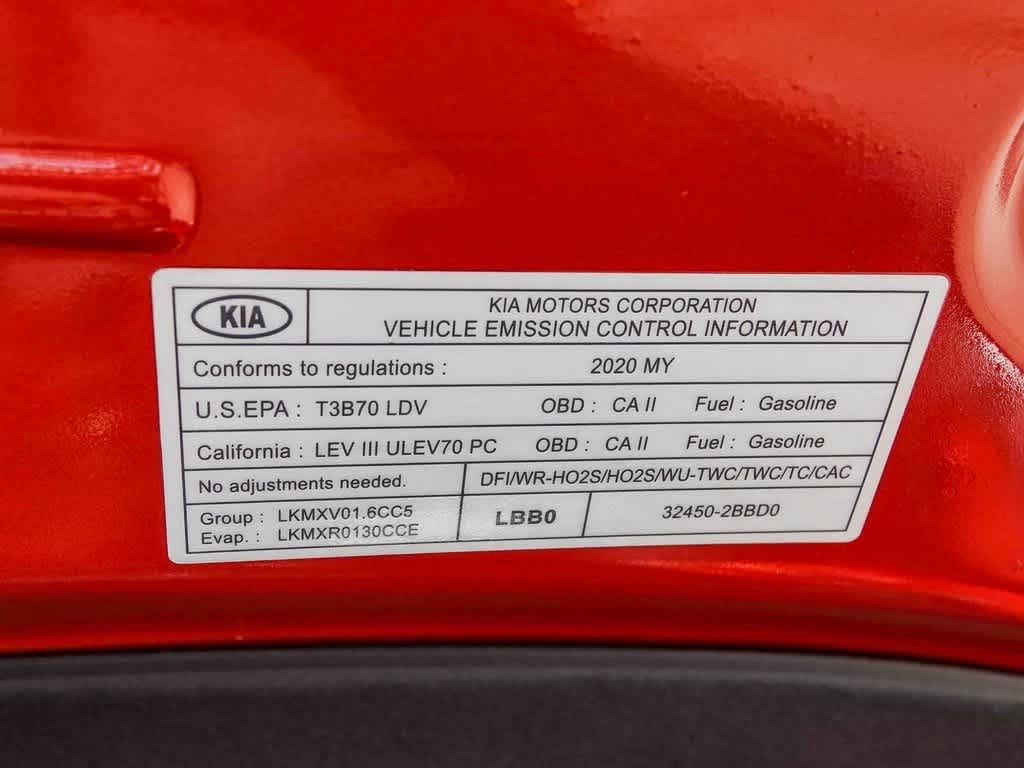 KIA
KIA MOTORS CORPORATION
VEHICLE EMISSION CONTROL INFORMATION
Conforms to regulations : 2020 MY
U.S.EPA : T3B70 LDV OBD : CA II Fuel : Gasoline
California : LEV III ULEV70 PC OBD : CA II Fuel : Gasoline
No adjustments needed. DFI/WR-HO2S/HO2S/WU-TWC/TWC/TC/CAC
Group : LKMXV01.6CC5
Evap. : LKMXR0130CCE
LBB0
32450-2BBD0